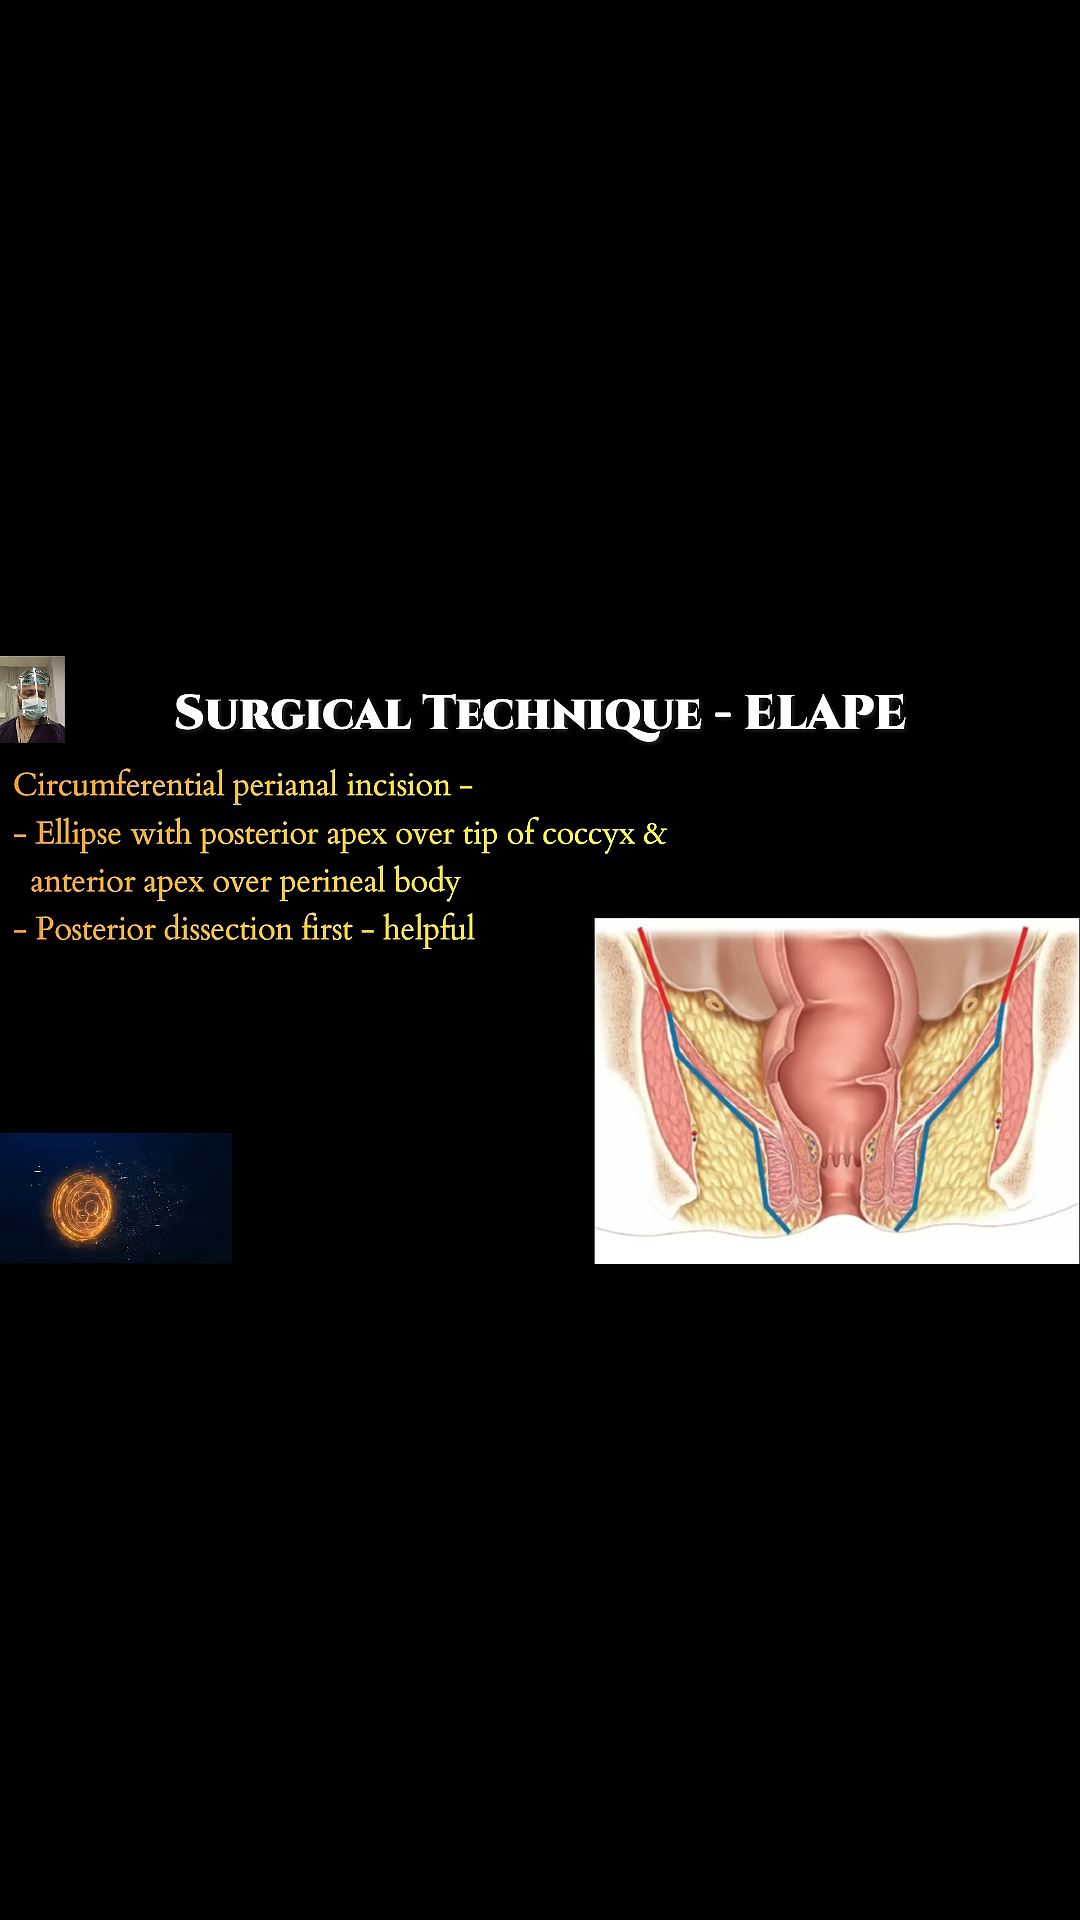 Surgical Technique - ELAPE
Circumferential perianal incision -
- Ellipse with posterior apex over tip of coccyx &
anterior apex over perineal body
- Posterior dissection first - helpful